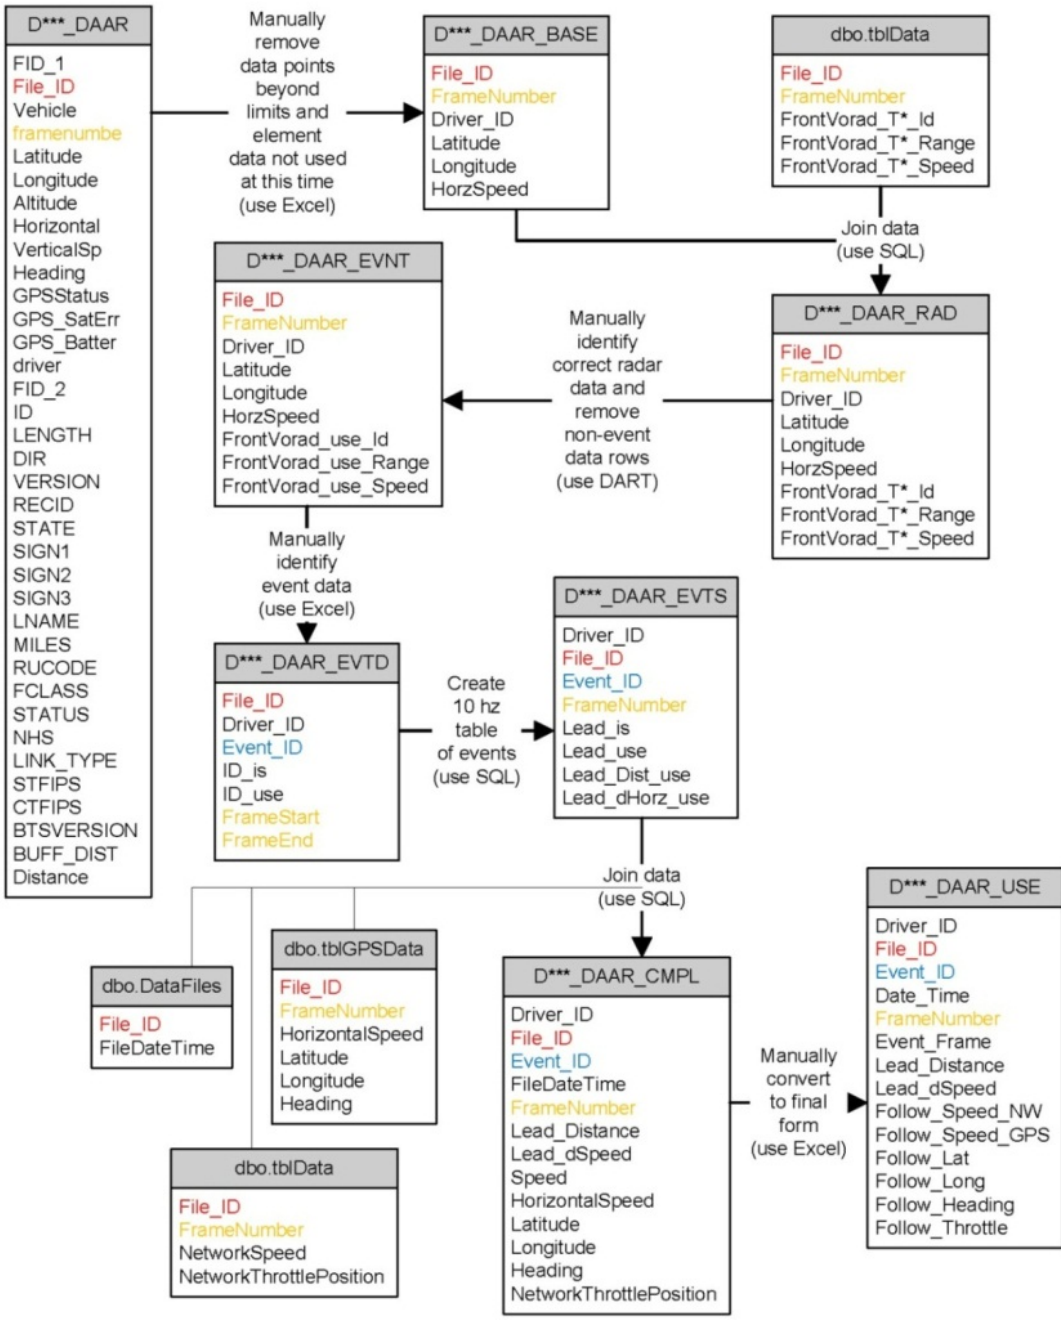 D***_DAAR
FID_1
File_ID
Vehicle
framenumbe
Latitude
Longitude
Altitude
Horizontal
VerticalSp
Heading
GPSStatus
GPS_SatErr
GPS_Batter
driver
FID_2
ID
LENGTH
DIR
VERSION
RECID
STATE
SIGN1
SIGN2
SIGN3
LNAME
MILES
RUCODE
FCLASS
STATUS
NHS
LINK_TYPE
STFIPS
CTFIPS
BTSVERSION
BUFF_DIST
Distance
Manually
remove
data points
beyond
limits and
element
data not used
at this time
(use Excel)
D***_DAAR_BASE
File_ID
FrameNumber
Driver_ID
Latitude
Longitude
HorzSpeed
dbo.tblData
File_ID
FrameNumber
FrontVorad_T*_Id
FrontVorad_T*_Range
FrontVorad_T*_Speed
Join data
(use SQL)
D***_DAAR_RAD
File_ID
FrameNumber
Driver_ID
Latitude
Longitude
HorzSpeed
FrontVorad_T*_Id
FrontVorad_T*_Range
FrontVorad_T*_Speed
Manually
identify
correct radar
data and
remove
non-event
data rows
(use DART)
D***_DAAR_EVNT
File_ID
FrameNumber
Driver_ID
Latitude
Longitude
HorzSpeed
FrontVorad_use_Id
FrontVorad_use_Range
FrontVorad_use_Speed
Manually
identify
event data
(use Excel)
D***_DAAR_EVTD
File_ID
Driver_ID
Event_ID
ID_is
ID_use
FrameStart
FrameEnd
Create
10 hz
table
of events
(use SQL)
D***_DAAR_EVTS
Driver_ID
File_ID
Event_ID
FrameNumber
Lead_is
Lead_use
Lead_Dist_use
Lead_dHorz_use
Join data
(use SQL)
dbo.DataFiles
File_ID
FileDateTime
dbo.tblGPSData
File_ID
FrameNumber
HorizontalSpeed
Latitude
Longitude
Heading
dbo.tblData
File_ID
FrameNumber
NetworkSpeed
NetworkThrottlePosition
D***_DAAR_CMPL
Driver_ID
File_ID
Event_ID
FileDateTime
FrameNumber
Lead_Distance
Lead_dSpeed
Speed
HorizontalSpeed
Latitude
Longitude
Heading
NetworkThrottlePosition
Manually
convert
to final
form
(use Excel)
D***_DAAR_USE
Driver_ID
File_ID
Event_ID
Date_Time
FrameNumber
Event_Frame
Lead_Distance
Lead_dSpeed
Follow_Speed_NW
Follow_Speed_GPS
Follow_Lat
Follow_Long
Follow_Heading
Follow_Throttle